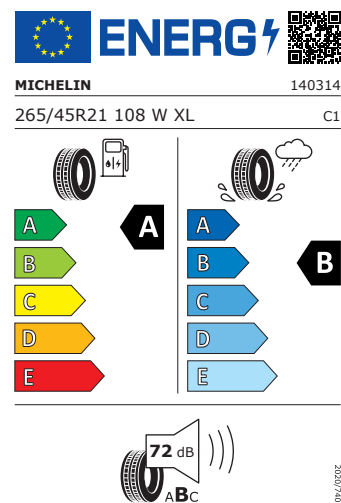 ENERG
MICHELIN 140314
265/45R21 108 W XL C1
A A A
B B B
C C
D D
E E
72 dB
ABC
2020/740